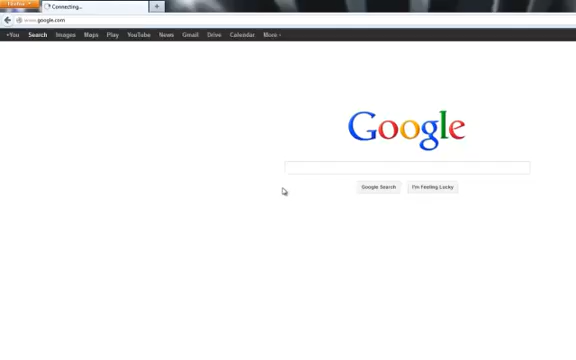 Firefox
Connecting...
www.google.com
+You Search Images Maps Play YouTube News Gmail Drive Calendar More
Google
Google Search I'm Feeling Lucky